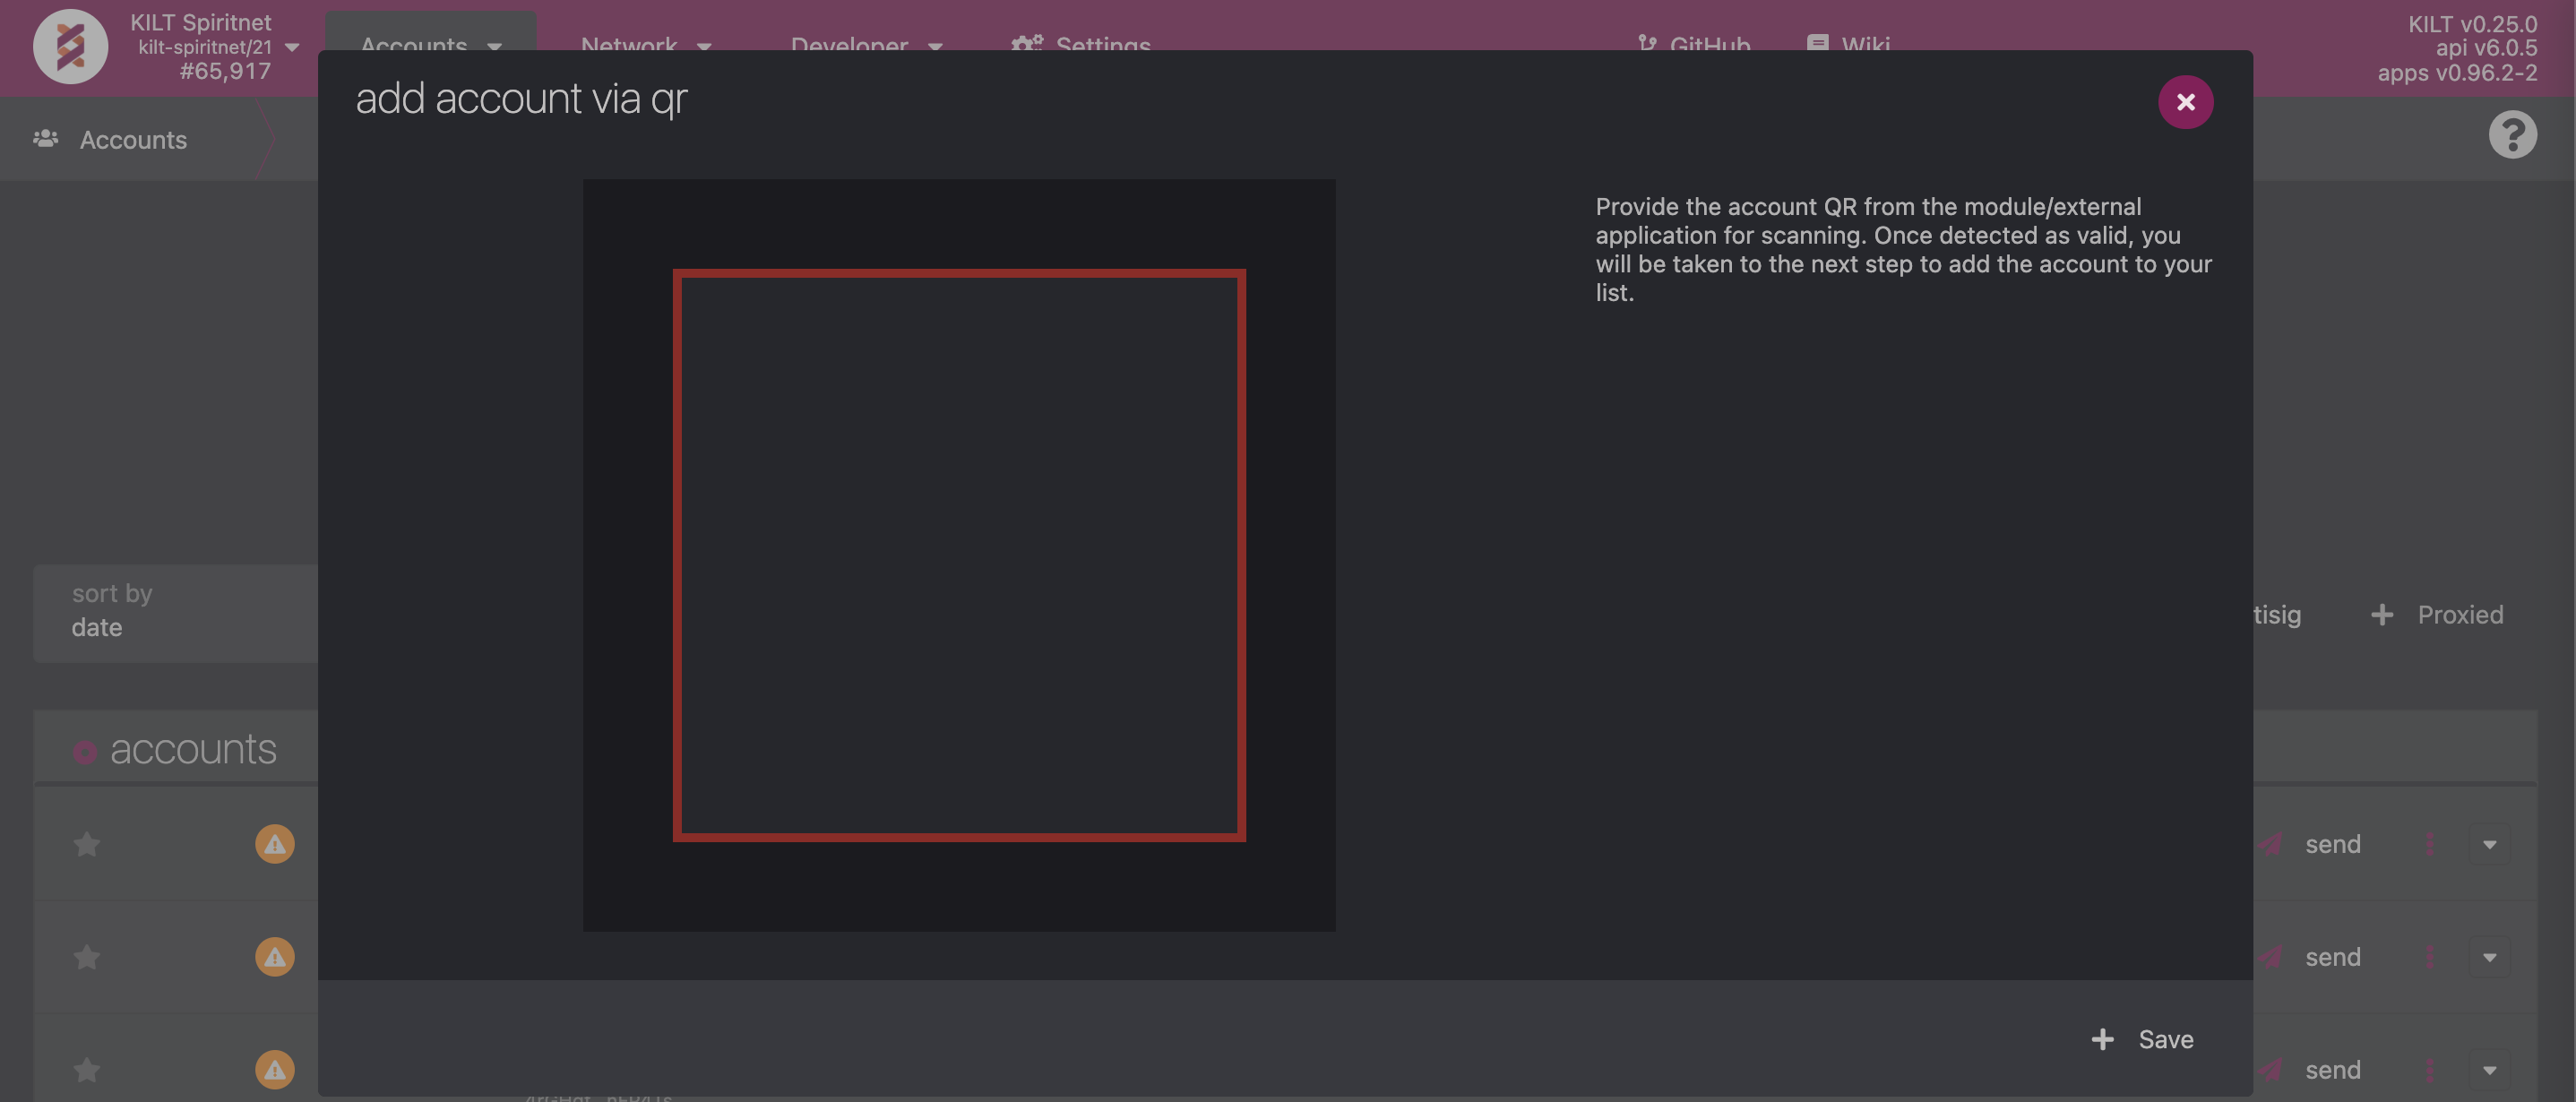 KILT Spiritnet
kilt-spiritnet/21
#65,917
Accounts
Network
Developer
Settings
GitHub
Wiki
KILT v0.25.0
api v6.0.5
apps v0.96.2-2
Accounts
add account via qr
Provide the account QR from the module/external
application for scanning. Once detected as valid, you
will be taken to the next step to add the account to your
list.
sort by
date
tisig
Proxied
accounts
send
send
send
Save